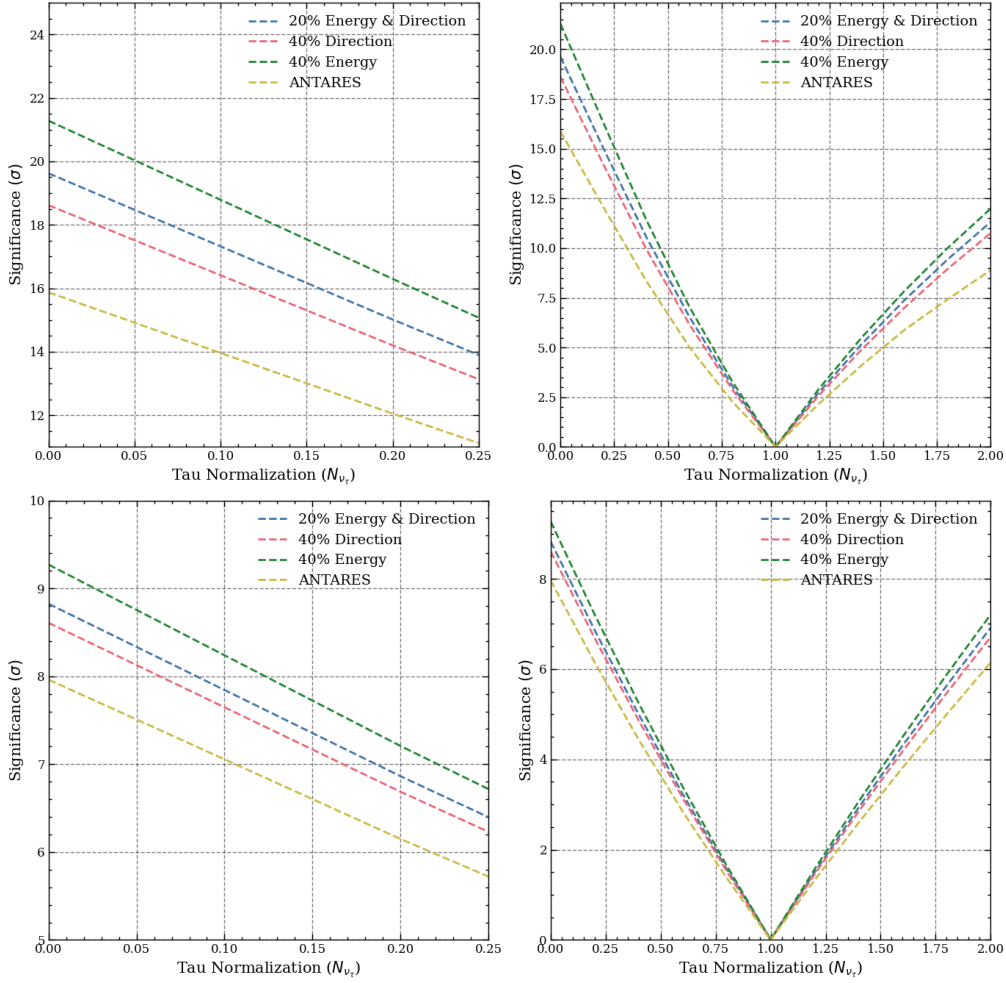 24
22
20
18
16
14
12
0.00 0.05 0.10 0.15 0.20 0.25
Significance (σ)
Tau Normalization (N_{ν_τ})
20% Energy & Direction
40% Direction
40% Energy
ANTARES
20.0
17.5
15.0
12.5
10.0
7.5
5.0
2.5
0.0
0.00 0.25 0.50 0.75 1.00 1.25 1.50 1.75 2.00
Significance (σ)
Tau Normalization (N_{ν_τ})
20% Energy & Direction
40% Direction
40% Energy
ANTARES
10
9
8
7
6
5
0.00 0.05 0.10 0.15 0.20 0.25
Significance (σ)
Tau Normalization (N_{ν_τ})
20% Energy & Direction
40% Direction
40% Energy
ANTARES
8
6
4
2
0
0.00 0.25 0.50 0.75 1.00 1.25 1.50 1.75 2.00
Significance (σ)
Tau Normalization (N_{ν_τ})
20% Energy & Direction
40% Direction
40% Energy
ANTARES